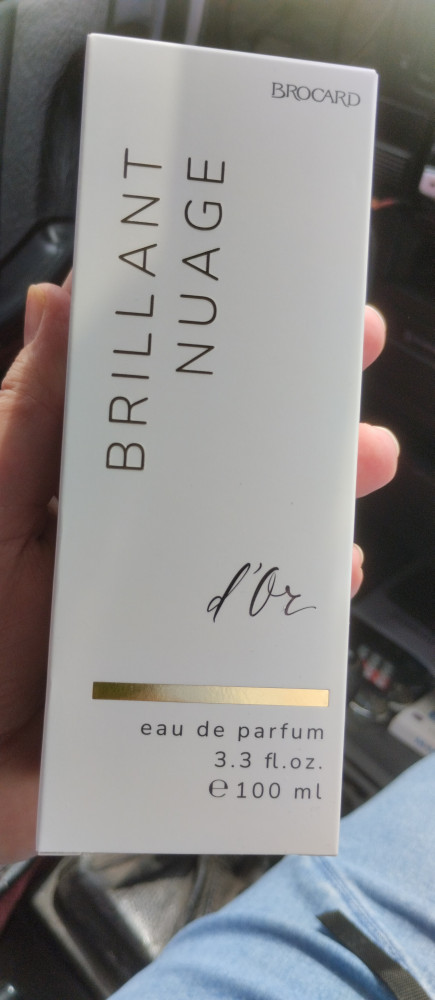 BROCARD
BRILLANT
NUAGE
d'Or
eau de parfum
3.3 fl.oz.
℮ 100 ml